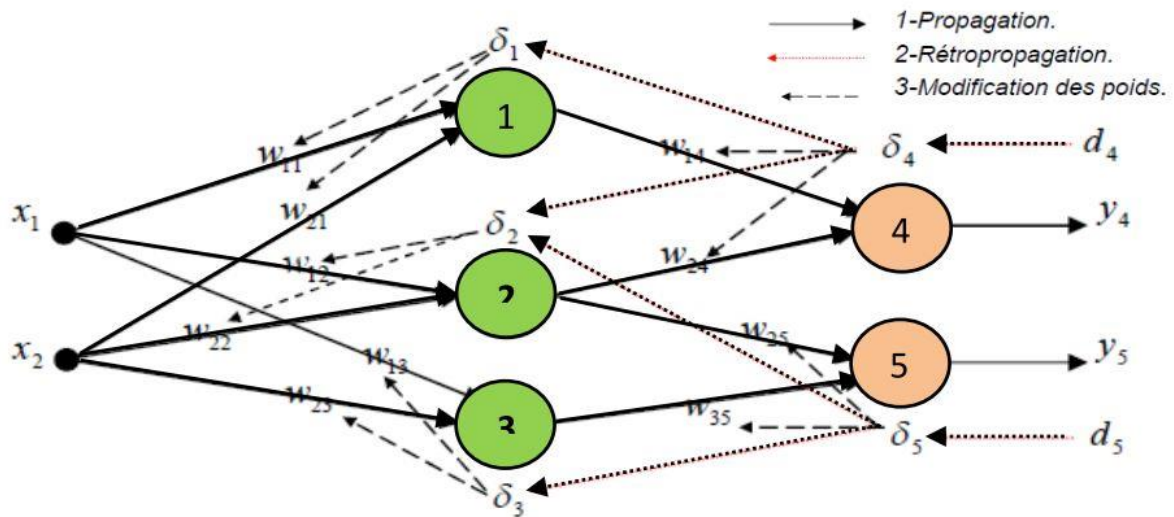 1-Propagation.
2-Rétropropagation.
3-Modification des poids.
δ₁
1
w₁₁
w₁₄
δ₄
d₄
x₁
w₂₁
δ₂
4
y₄
w₁₂
2
w₂₄
w₂₂
w₂₅
x₂
w₁₃
5
y₅
w₂₃
3
w₃₅
δ₅
d₅
δ₃